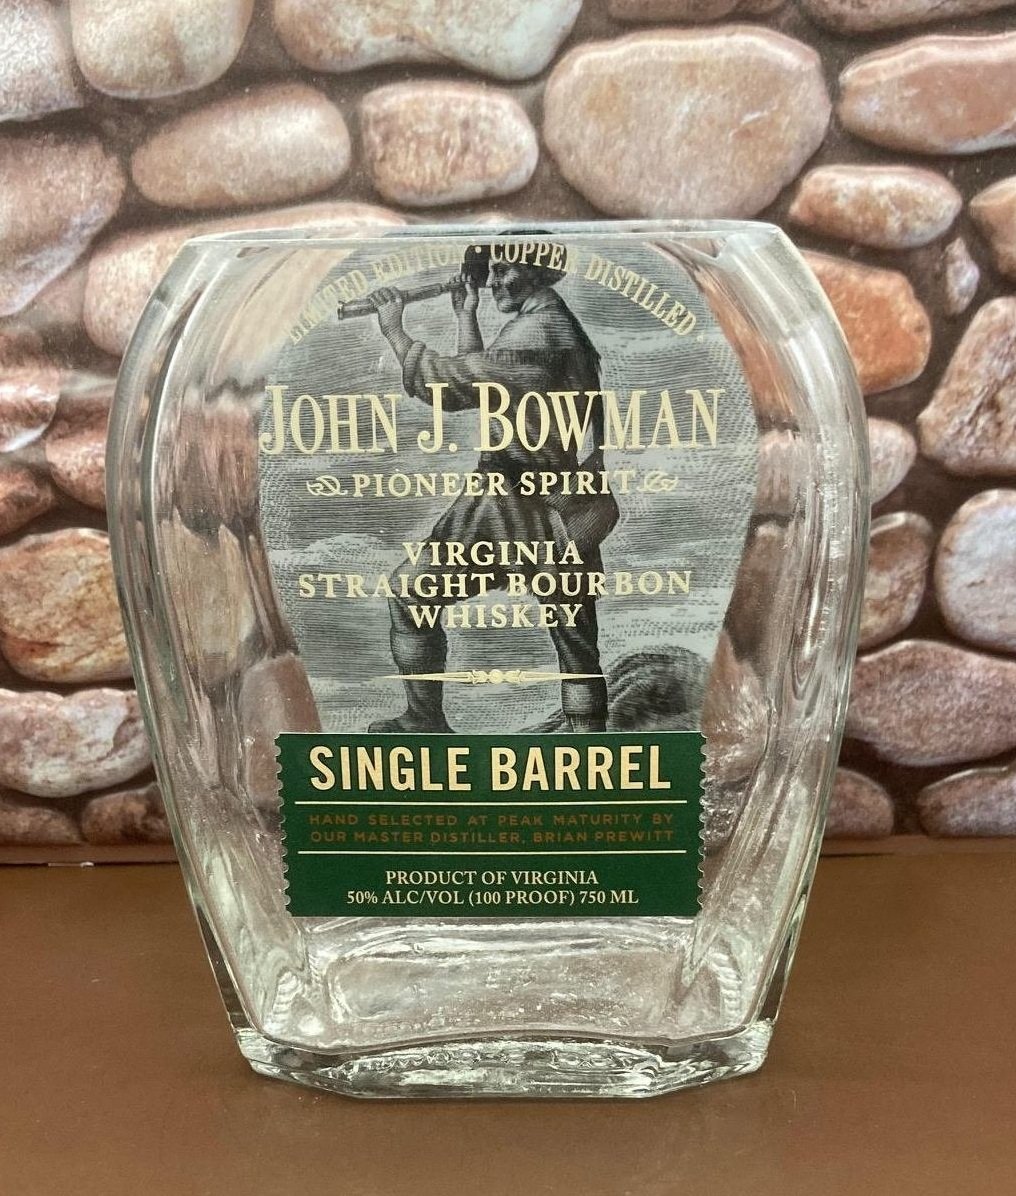 LIMITED EDITION • COPPER DISTILLED •
JOHN J. BOWMAN
PIONEER SPIRIT
VIRGINIA
STRAIGHT BOURBON
WHISKEY
SINGLE BARREL
HAND SELECTED AT PEAK MATURITY BY
OUR MASTER DISTILLER, BRIAN PREWITT
PRODUCT OF VIRGINIA
50% ALC/VOL (100 PROOF) 750 ML